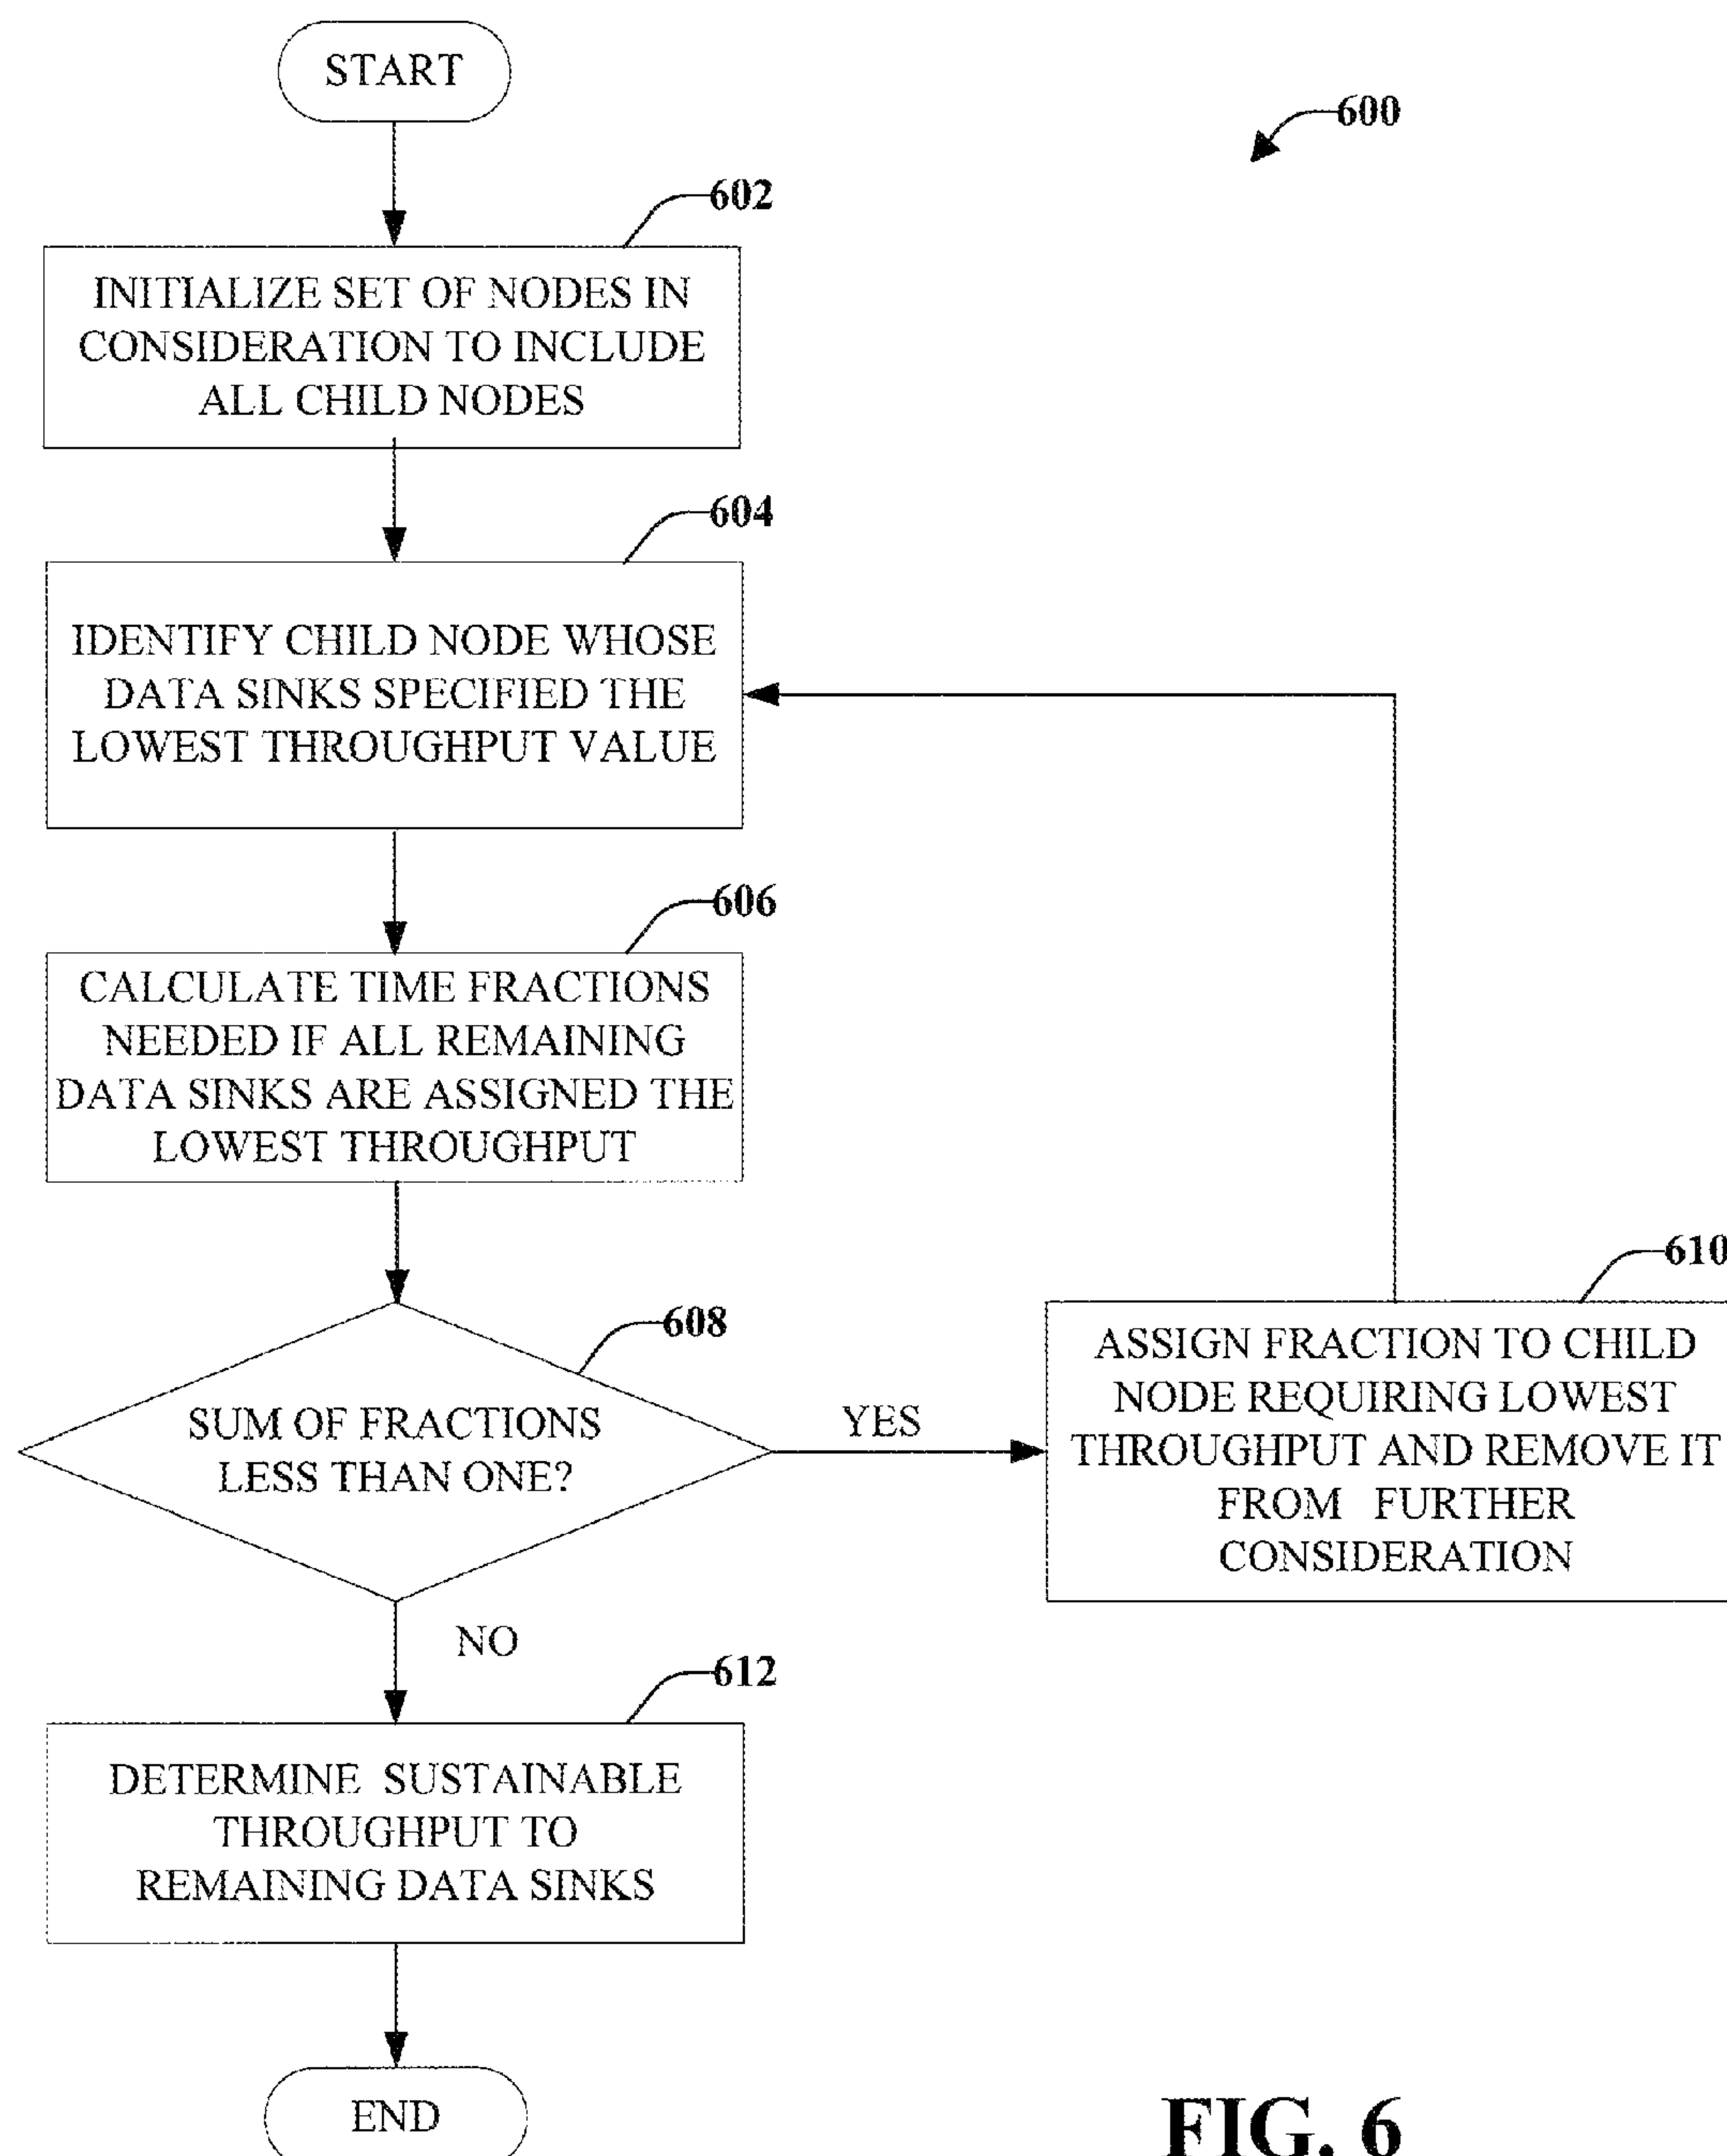 START
600
602
INITIALIZE SET OF NODES IN
CONSIDERATION TO INCLUDE
ALL CHILD NODES
604
IDENTIFY CHILD NODE WHOSE
DATA SINKS SPECIFIED THE
LOWEST THROUGHPUT VALUE
606
CALCULATE TIME FRACTIONS
NEEDED IF ALL REMAINING
DATA SINKS ARE ASSIGNED THE
LOWEST THROUGHPUT
608
SUM OF FRACTIONS
LESS THAN ONE?
YES
610
ASSIGN FRACTION TO CHILD
NODE REQUIRING LOWEST
THROUGHPUT AND REMOVE IT
FROM FURTHER
CONSIDERATION
NO
612
DETERMINE SUSTAINABLE
THROUGHPUT TO
REMAINING DATA SINKS
END
FIG. 6